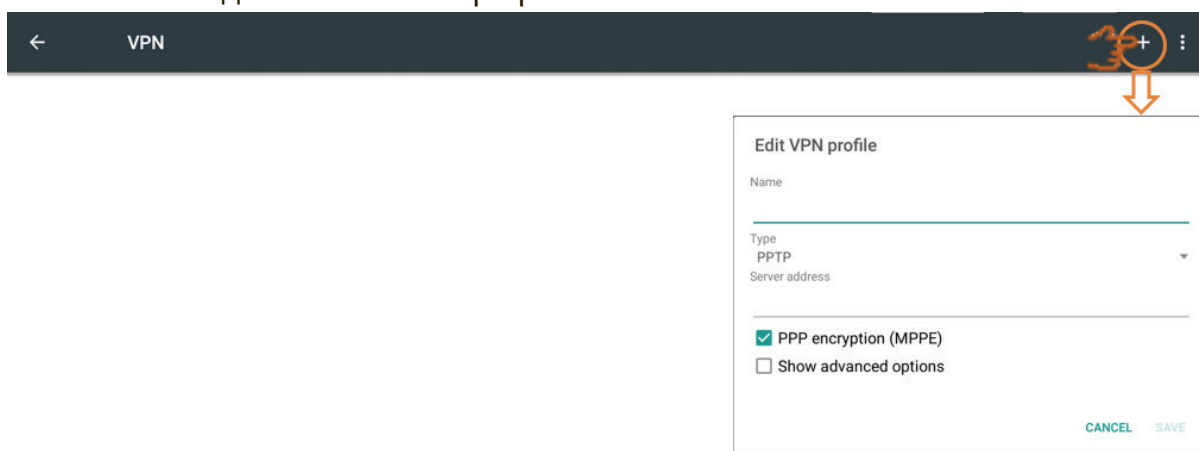 VPN
Edit VPN profile
Name
Type
PPTP
Server address
PPP encryption (MPPE)
Show advanced options
CANCEL SAVE